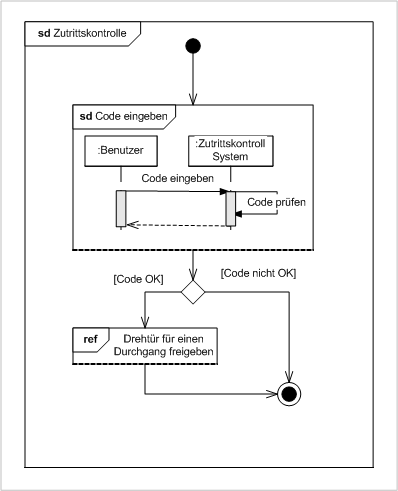 sd Zutrittskontrolle
sd Code eingeben
:Benutzer
:Zutrittskontroll
System
Code eingeben
Code prüfen
[Code OK]
[Code nicht OK]
ref
Drehtür für einen
Durchgang freigeben